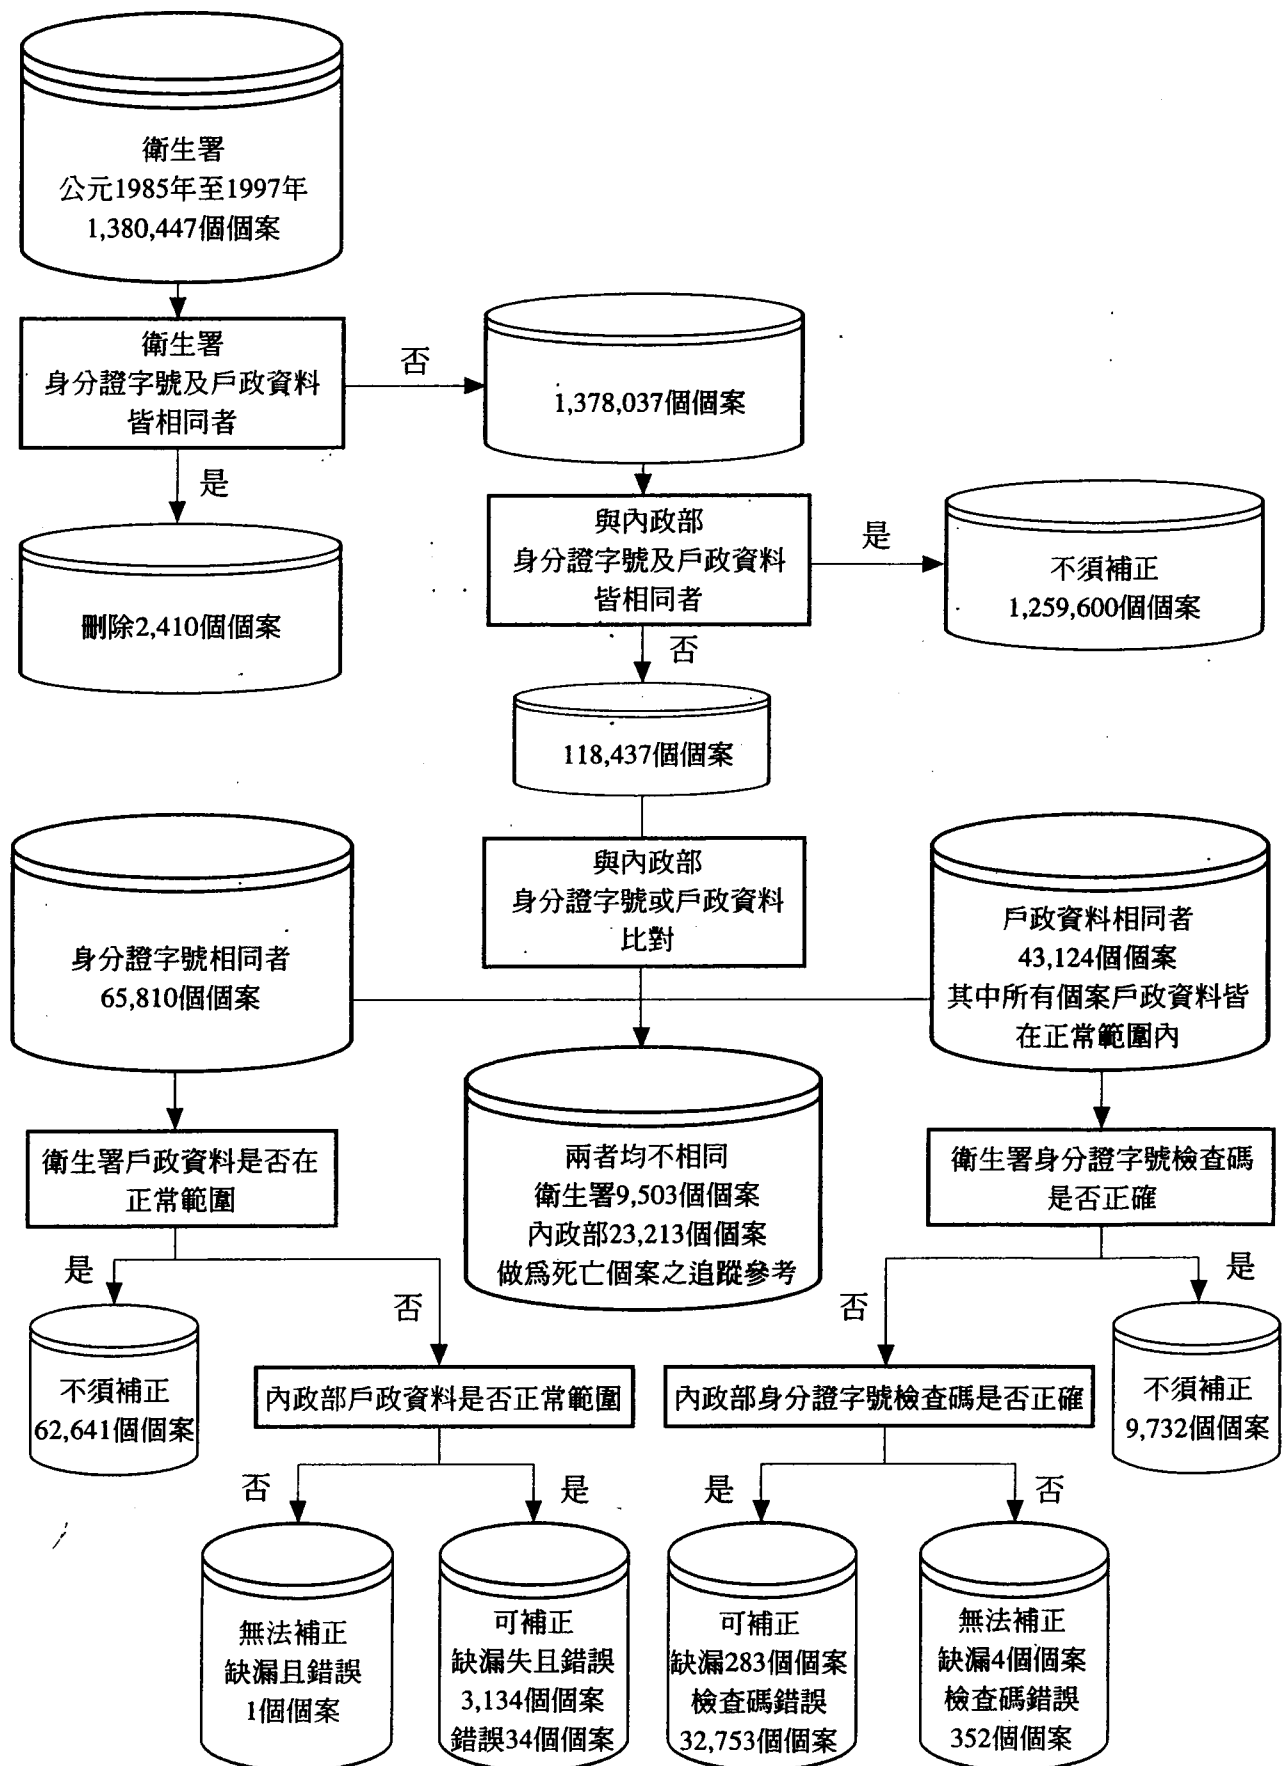 衛生署
公元1985年至1997年
1,380,447個個案
衛生署
身分證字號及戶政資料
皆相同者
否
是
刪除2,410個個案
1,378,037個個案
與內政部
身分證字號及戶政資料
皆相同者
是
不須補正
1,259,600個個案
否
118,437個個案
與內政部
身分證字號或戶政資料
比對
身分證字號相同者
65,810個個案
戶政資料相同者
43,124個個案
其中所有個案戶政資料皆
在正常範圍內
兩者均不相同
衛生署9,503個個案
內政部23,213個個案
做爲死亡個案之追蹤參考
衛生署戶政資料是否在
正常範圍
是
否
不須補正
62,641個個案
內政部戶政資料是否正常範圍
否
是
無法補正
缺漏且錯誤
1個個案
可補正
缺漏失且錯誤
3,134個個案
錯誤34個個案
衛生署身分證字號檢查碼
是否正確
否
是
不須補正
9,732個個案
內政部身分證字號檢查碼是否正確
是
否
可補正
缺漏283個個案
檢查碼錯誤
32,753個個案
無法補正
缺漏4個個案
檢查碼錯誤
352個個案